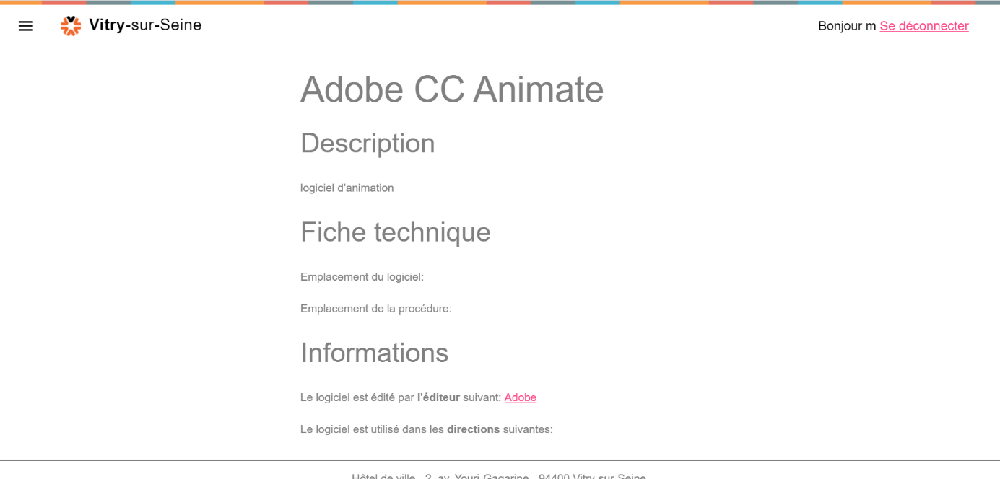 Vitry-sur-Seine
Bonjour m Se déconnecter
Adobe CC Animate
Description
logiciel d'animation
Fiche technique
Emplacement du logiciel:
Emplacement de la procédure:
Informations
Le logiciel est édité par l'éditeur suivant: Adobe
Le logiciel est utilisé dans les directions suivantes:
Hôtel de ville - 2, av. Youri-Gagarine - 94400 Vitry-sur-Seine